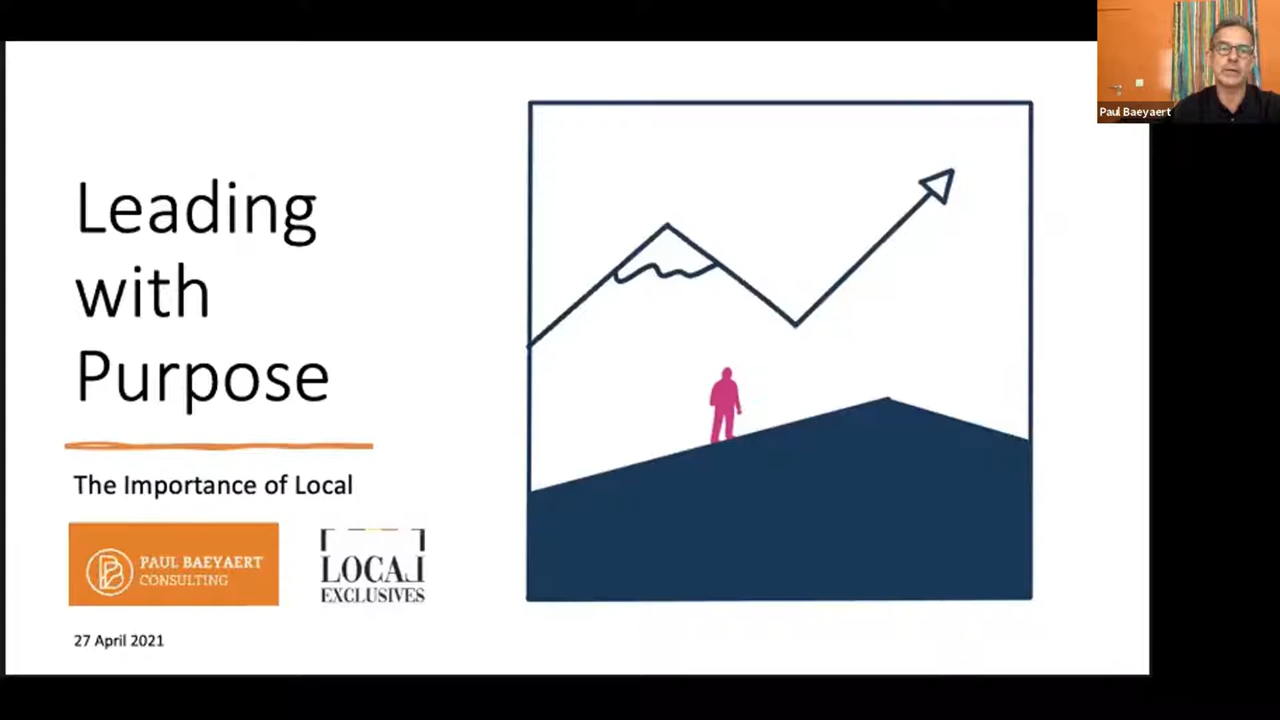 Leading
with
Purpose
The Importance of Local
PAUL BAEYAERT
CONSULTING
LOCAL
EXCLUSIVES
27 April 2021
Paul Baeyaert